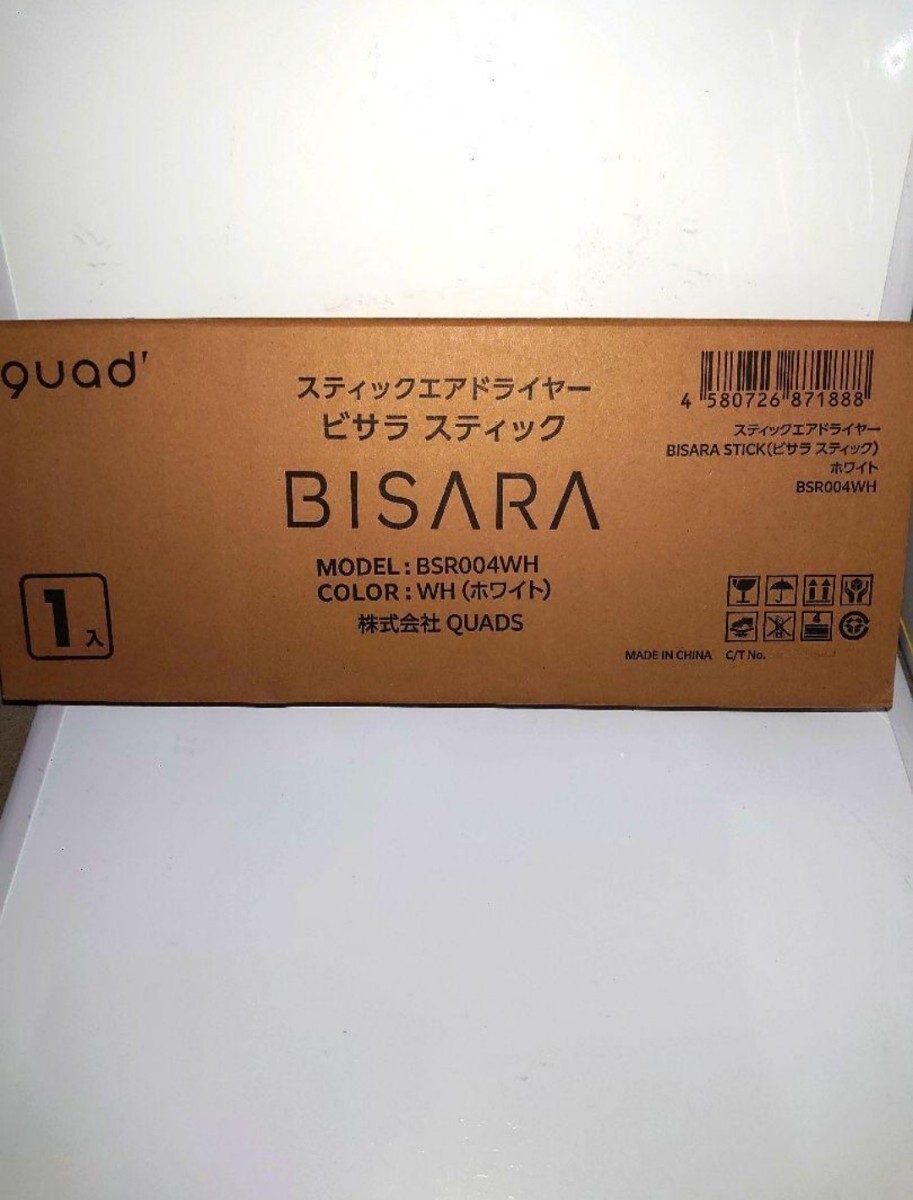 quad'
スティックエアドライヤー
ビサラ スティック
BISARA
MODEL : BSR004WH
COLOR : WH (ホワイト)
株式会社 QUADS
1入
4 580726 871888
スティックエアドライヤー
BISARA STICK(ビサラ スティック)
ホワイト
BSR004WH
4
MADE IN CHINA C/T No.